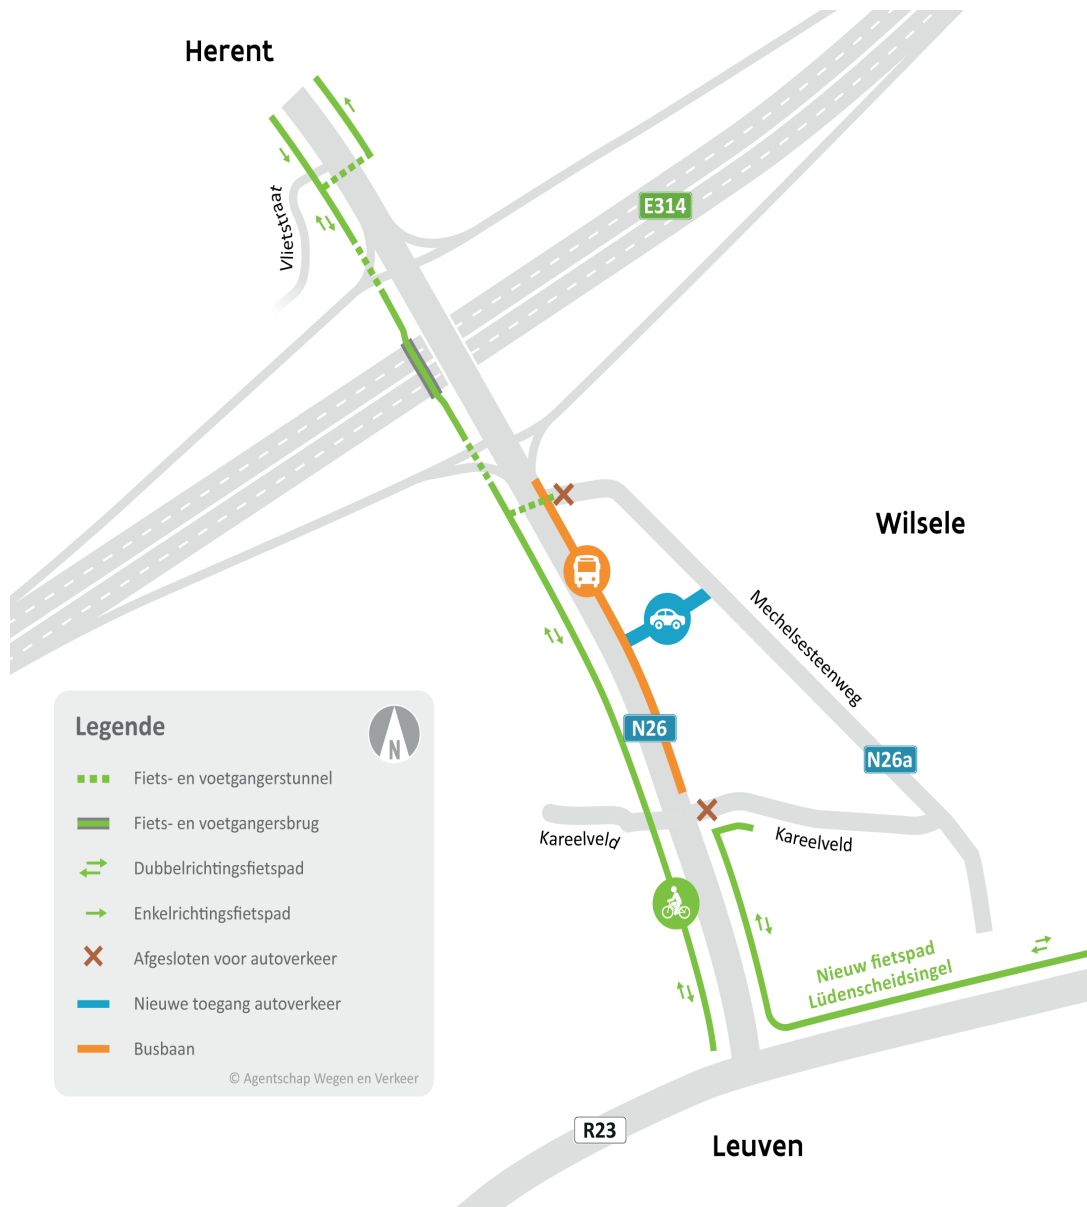 Herent
Vlietstraat
E314
Wilsele
Mechelsesteenweg
N26
N26a
Kareelveld
Kareelveld
Nieuw fietspad
Lüdenscheidsingel
R23
Leuven
Legende
N
Fiets- en voetgangerstunnel
Fiets- en voetgangersbrug
Dubbelrichtingsfietspad
Enkelrichtingsfietspad
Afgesloten voor autoverkeer
Nieuwe toegang autoverkeer
Busbaan
© Agentschap Wegen en Verkeer